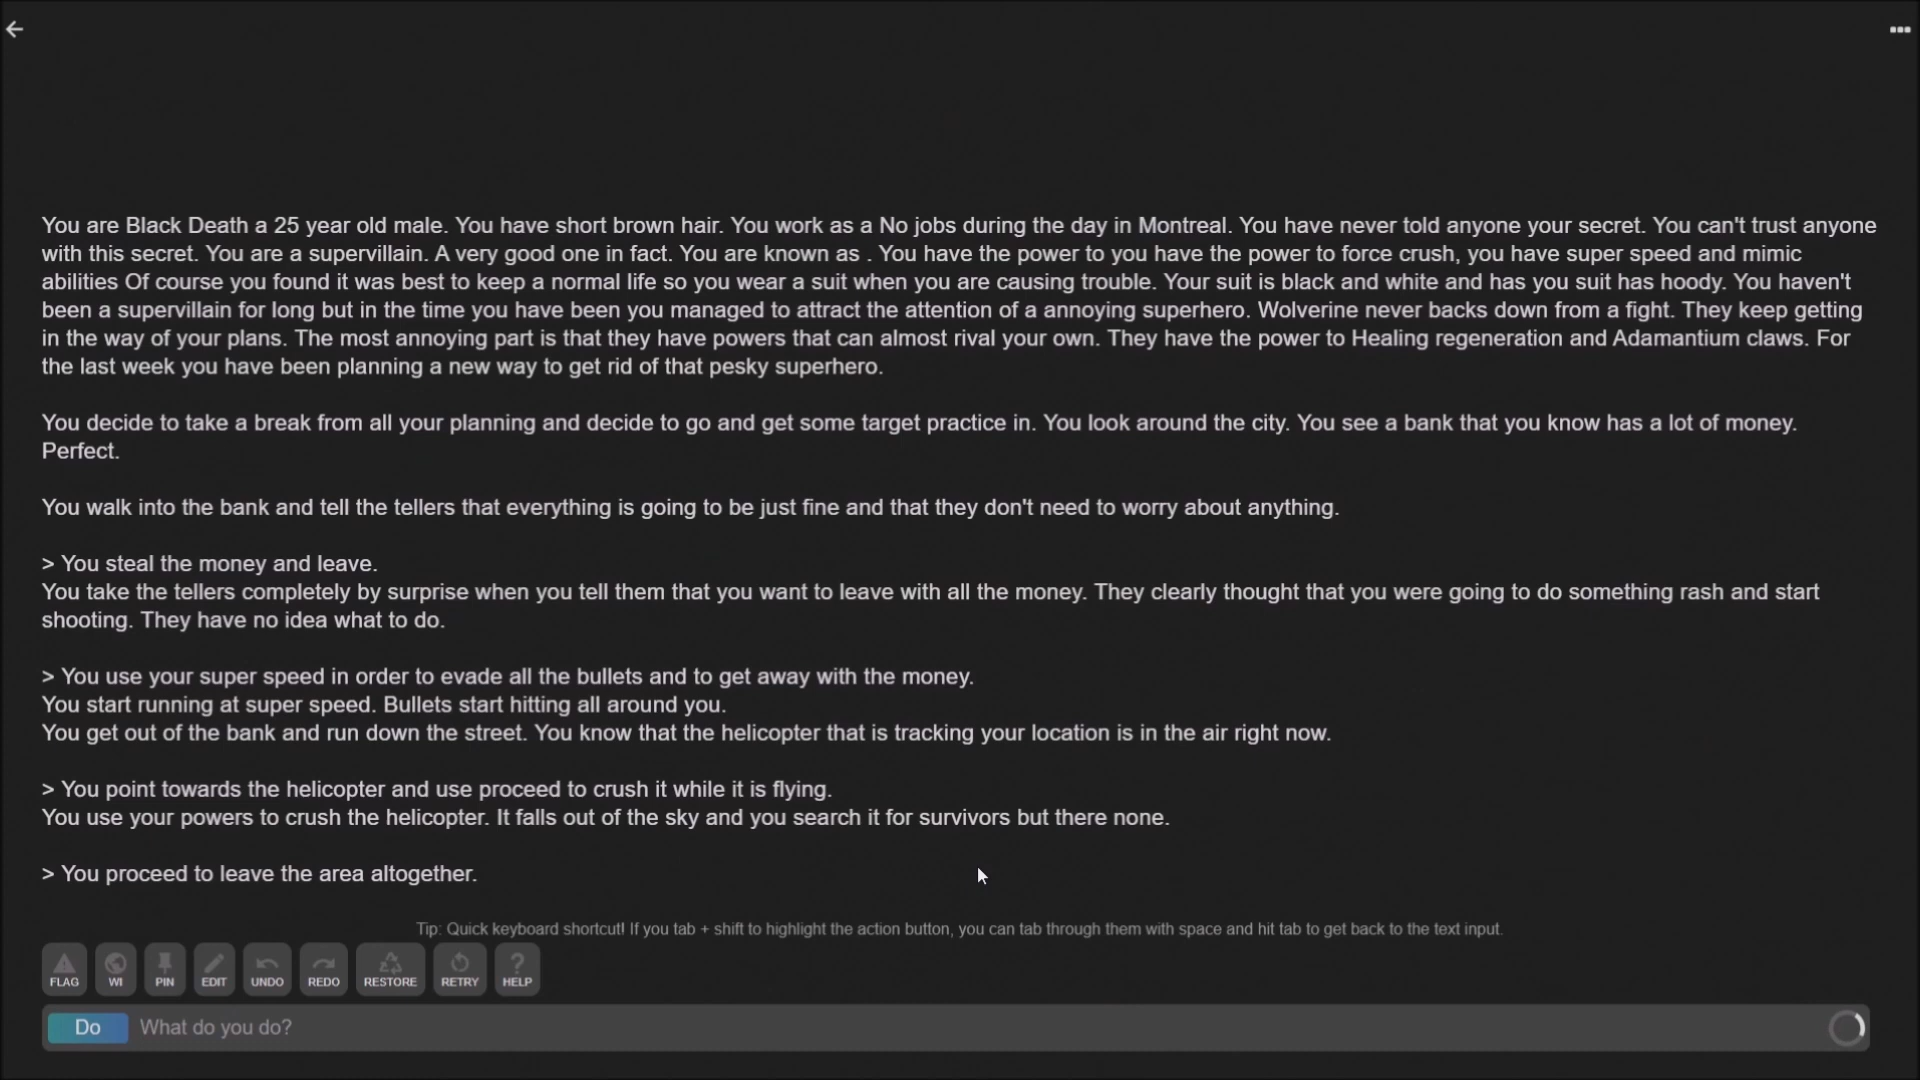 You are Black Death a 25 year old male. You have short brown hair. You work as a No jobs during the day in Montreal. You have never told anyone your secret. You can't trust anyone
with this secret. You are a supervillain. A very good one in fact. You are known as . You have the power to you have the power to force crush, you have super speed and mimic
abilities Of course you found it was best to keep a normal life so you wear a suit when you are causing trouble. Your suit is black and white and has you suit has hoody. You haven't
been a supervillain for long but in the time you have been you managed to attract the attention of a annoying superhero. Wolverine never backs down from a fight. They keep getting
in the way of your plans. The most annoying part is that they have powers that can almost rival your own. They have the power to Healing regeneration and Adamantium claws. For
the last week you have been planning a new way to get rid of that pesky superhero.
You decide to take a break from all your planning and decide to go and get some target practice in. You look around the city. You see a bank that you know has a lot of money.
Perfect.
You walk into the bank and tell the tellers that everything is going to be just fine and that they don't need to worry about anything.
> You steal the money and leave.
You take the tellers completely by surprise when you tell them that you want to leave with all the money. They clearly thought that you were going to do something rash and start
shooting. They have no idea what to do.
> You use your super speed in order to evade all the bullets and to get away with the money.
You start running at super speed. Bullets start hitting all around you.
You get out of the bank and run down the street. You know that the helicopter that is tracking your location is in the air right now.
> You point towards the helicopter and use proceed to crush it while it is flying.
You use your powers to crush the helicopter. It falls out of the sky and you search it for survivors but there none.
> You proceed to leave the area altogether.
Tip: Quick keyboard shortcut! If you tab + shift to highlight the action button, you can tab through them with space and hit tab to get back to the text input.
FLAG WI PIN EDIT UNDO REDO RESTORE RETRY HELP
Do What do you do?